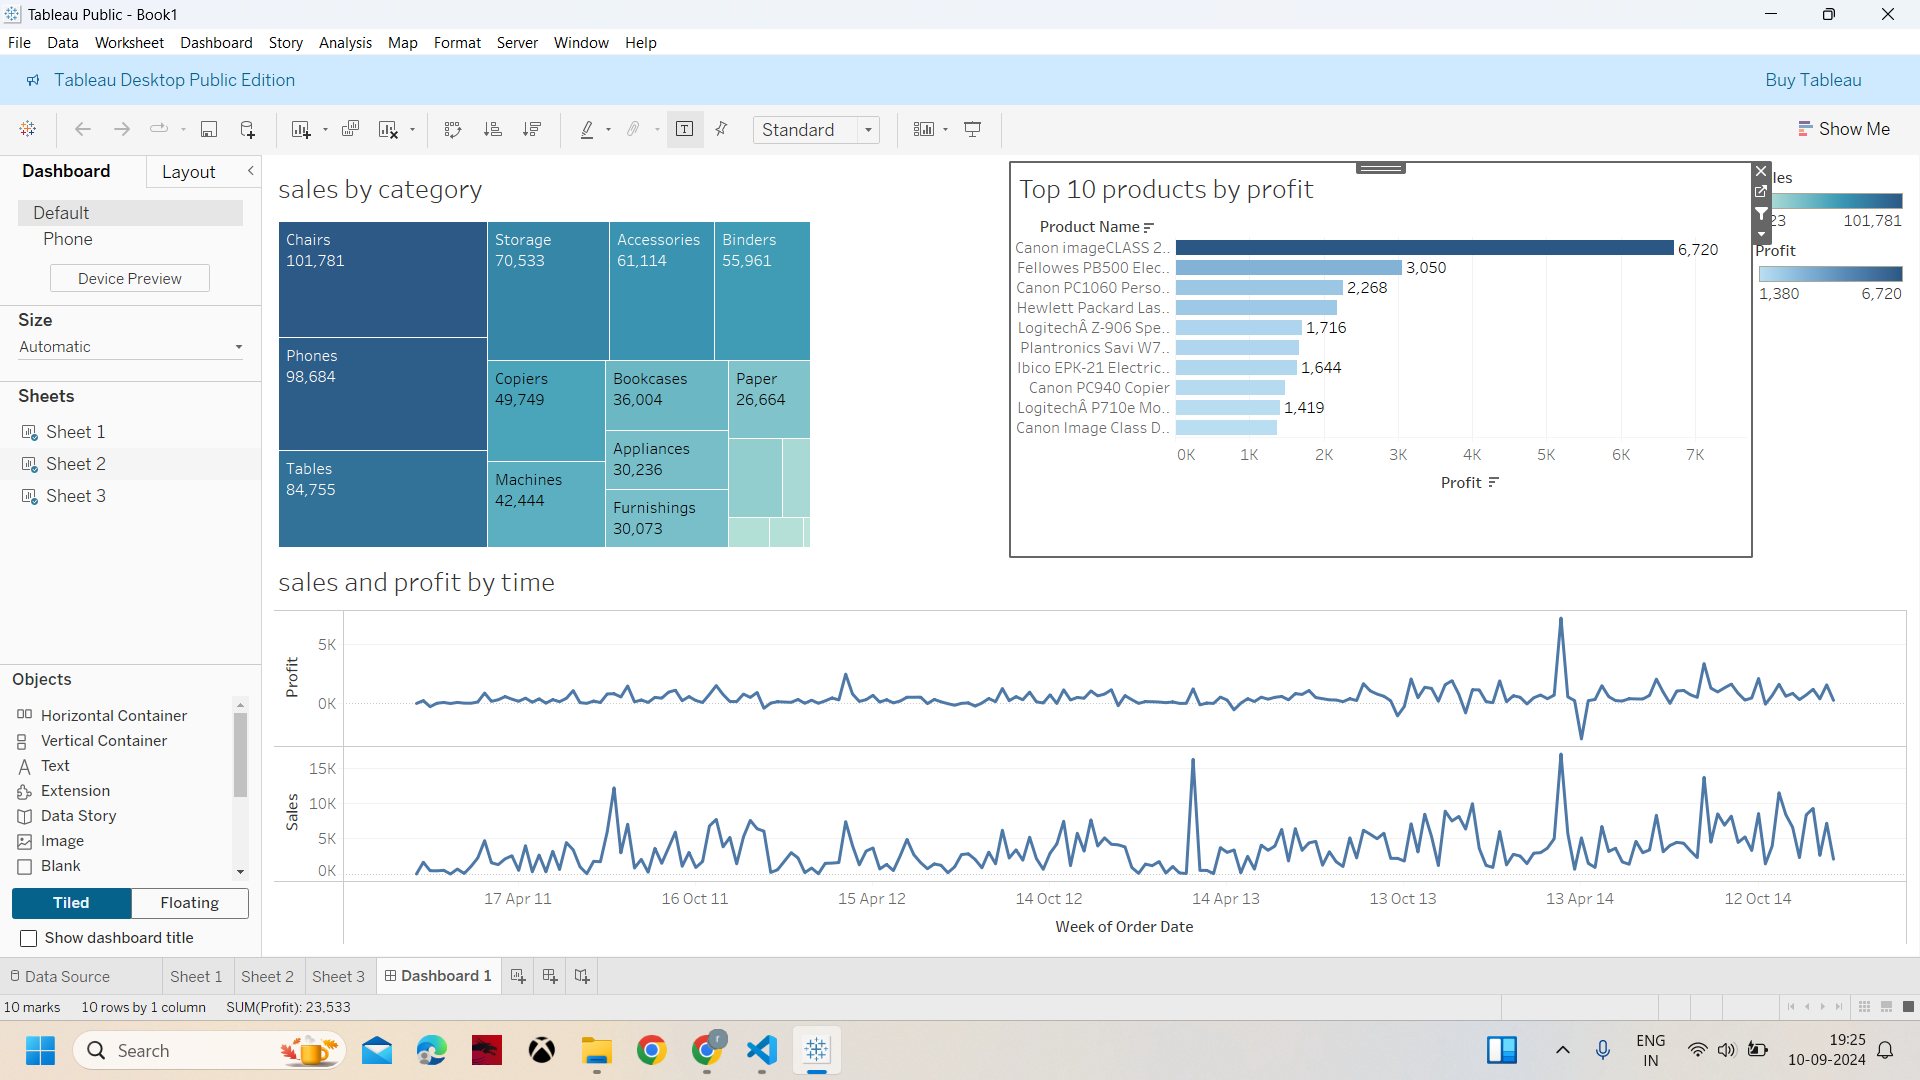 Tableau Public - Book1
File Data Worksheet Dashboard Story Analysis Map Format Server Window Help
Tableau Desktop Public Edition Buy Tableau
Standard Show Me
Dashboard Layout
Default
Phone
Device Preview
Size
Automatic
Sheets
Sheet 1
Sheet 2
Sheet 3
Objects
Horizontal Container
Vertical Container
Text
Extension
Data Story
Image
Blank
Tiled Floating
Show dashboard title
sales by category
Chairs
101,781
Phones
98,684
Tables
84,755
Storage
70,533
Accessories
61,114
Binders
55,961
Copiers
49,749
Machines
42,444
Bookcases
36,004
Appliances
30,236
Furnishings
30,073
Paper
26,664
Top 10 products by profit
Product Name
Canon imageCLASS 2.. 6,720
Fellowes PB500 Elec.. 3,050
Canon PC1060 Perso.. 2,268
Hewlett Packard Las..
LogitechÂ Z-906 Spe.. 1,716
Plantronics Savi W7..
Ibico EPK-21 Electric.. 1,644
Canon PC940 Copier
LogitechÂ P710e Mo.. 1,419
Canon Image Class D..
0K 1K 2K 3K 4K 5K 6K 7K
Profit
les
23 101,781
Profit
1,380 6,720
sales and profit by time
Profit
5K
0K
Sales
15K
10K
5K
0K
17 Apr 11 16 Oct 11 15 Apr 12 14 Oct 12 14 Apr 13 13 Oct 13 13 Apr 14 12 Oct 14
Week of Order Date
Data Source Sheet 1 Sheet 2 Sheet 3 Dashboard 1
10 marks 10 rows by 1 column SUM(Profit): 23,533
Search
r
ENG
IN
19:25
10-09-2024